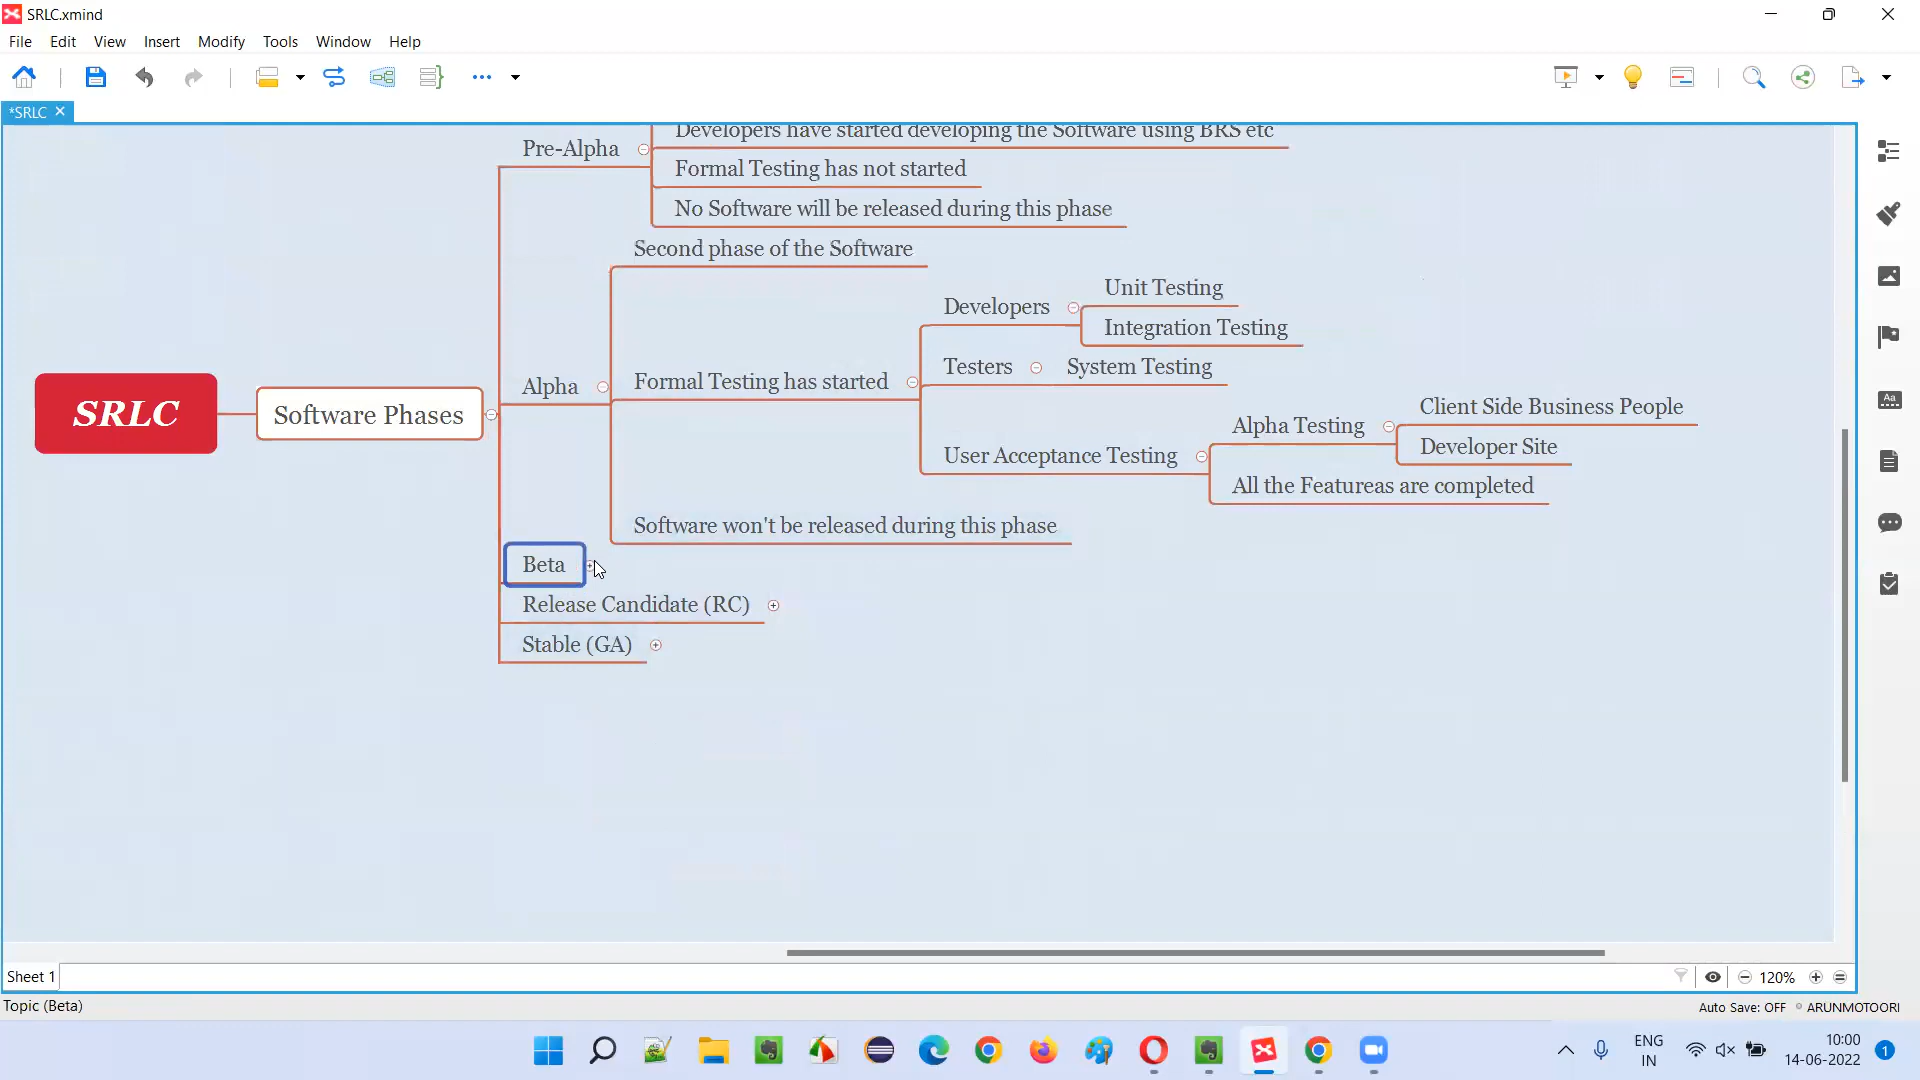 SRLC.xmind
File Edit View Insert Modify Tools Window Help
*SRLC
Developers have started developing the Software using BRS etc
Pre-Alpha
Formal Testing has not started
No Software will be released during this phase
Second phase of the Software
Unit Testing
Developers
Integration Testing
Testers
System Testing
Alpha
Formal Testing has started
SRLC
Software Phases
Client Side Business People
Alpha Testing
Developer Site
User Acceptance Testing
All the Featureas are completed
Software won't be released during this phase
Beta
Release Candidate (RC)
Stable (GA)
Aa
Sheet 1
120%
Topic (Beta)
Auto Save: OFF
ARUNMOTOORI
ENG
IN
10:00
14-06-2022
1